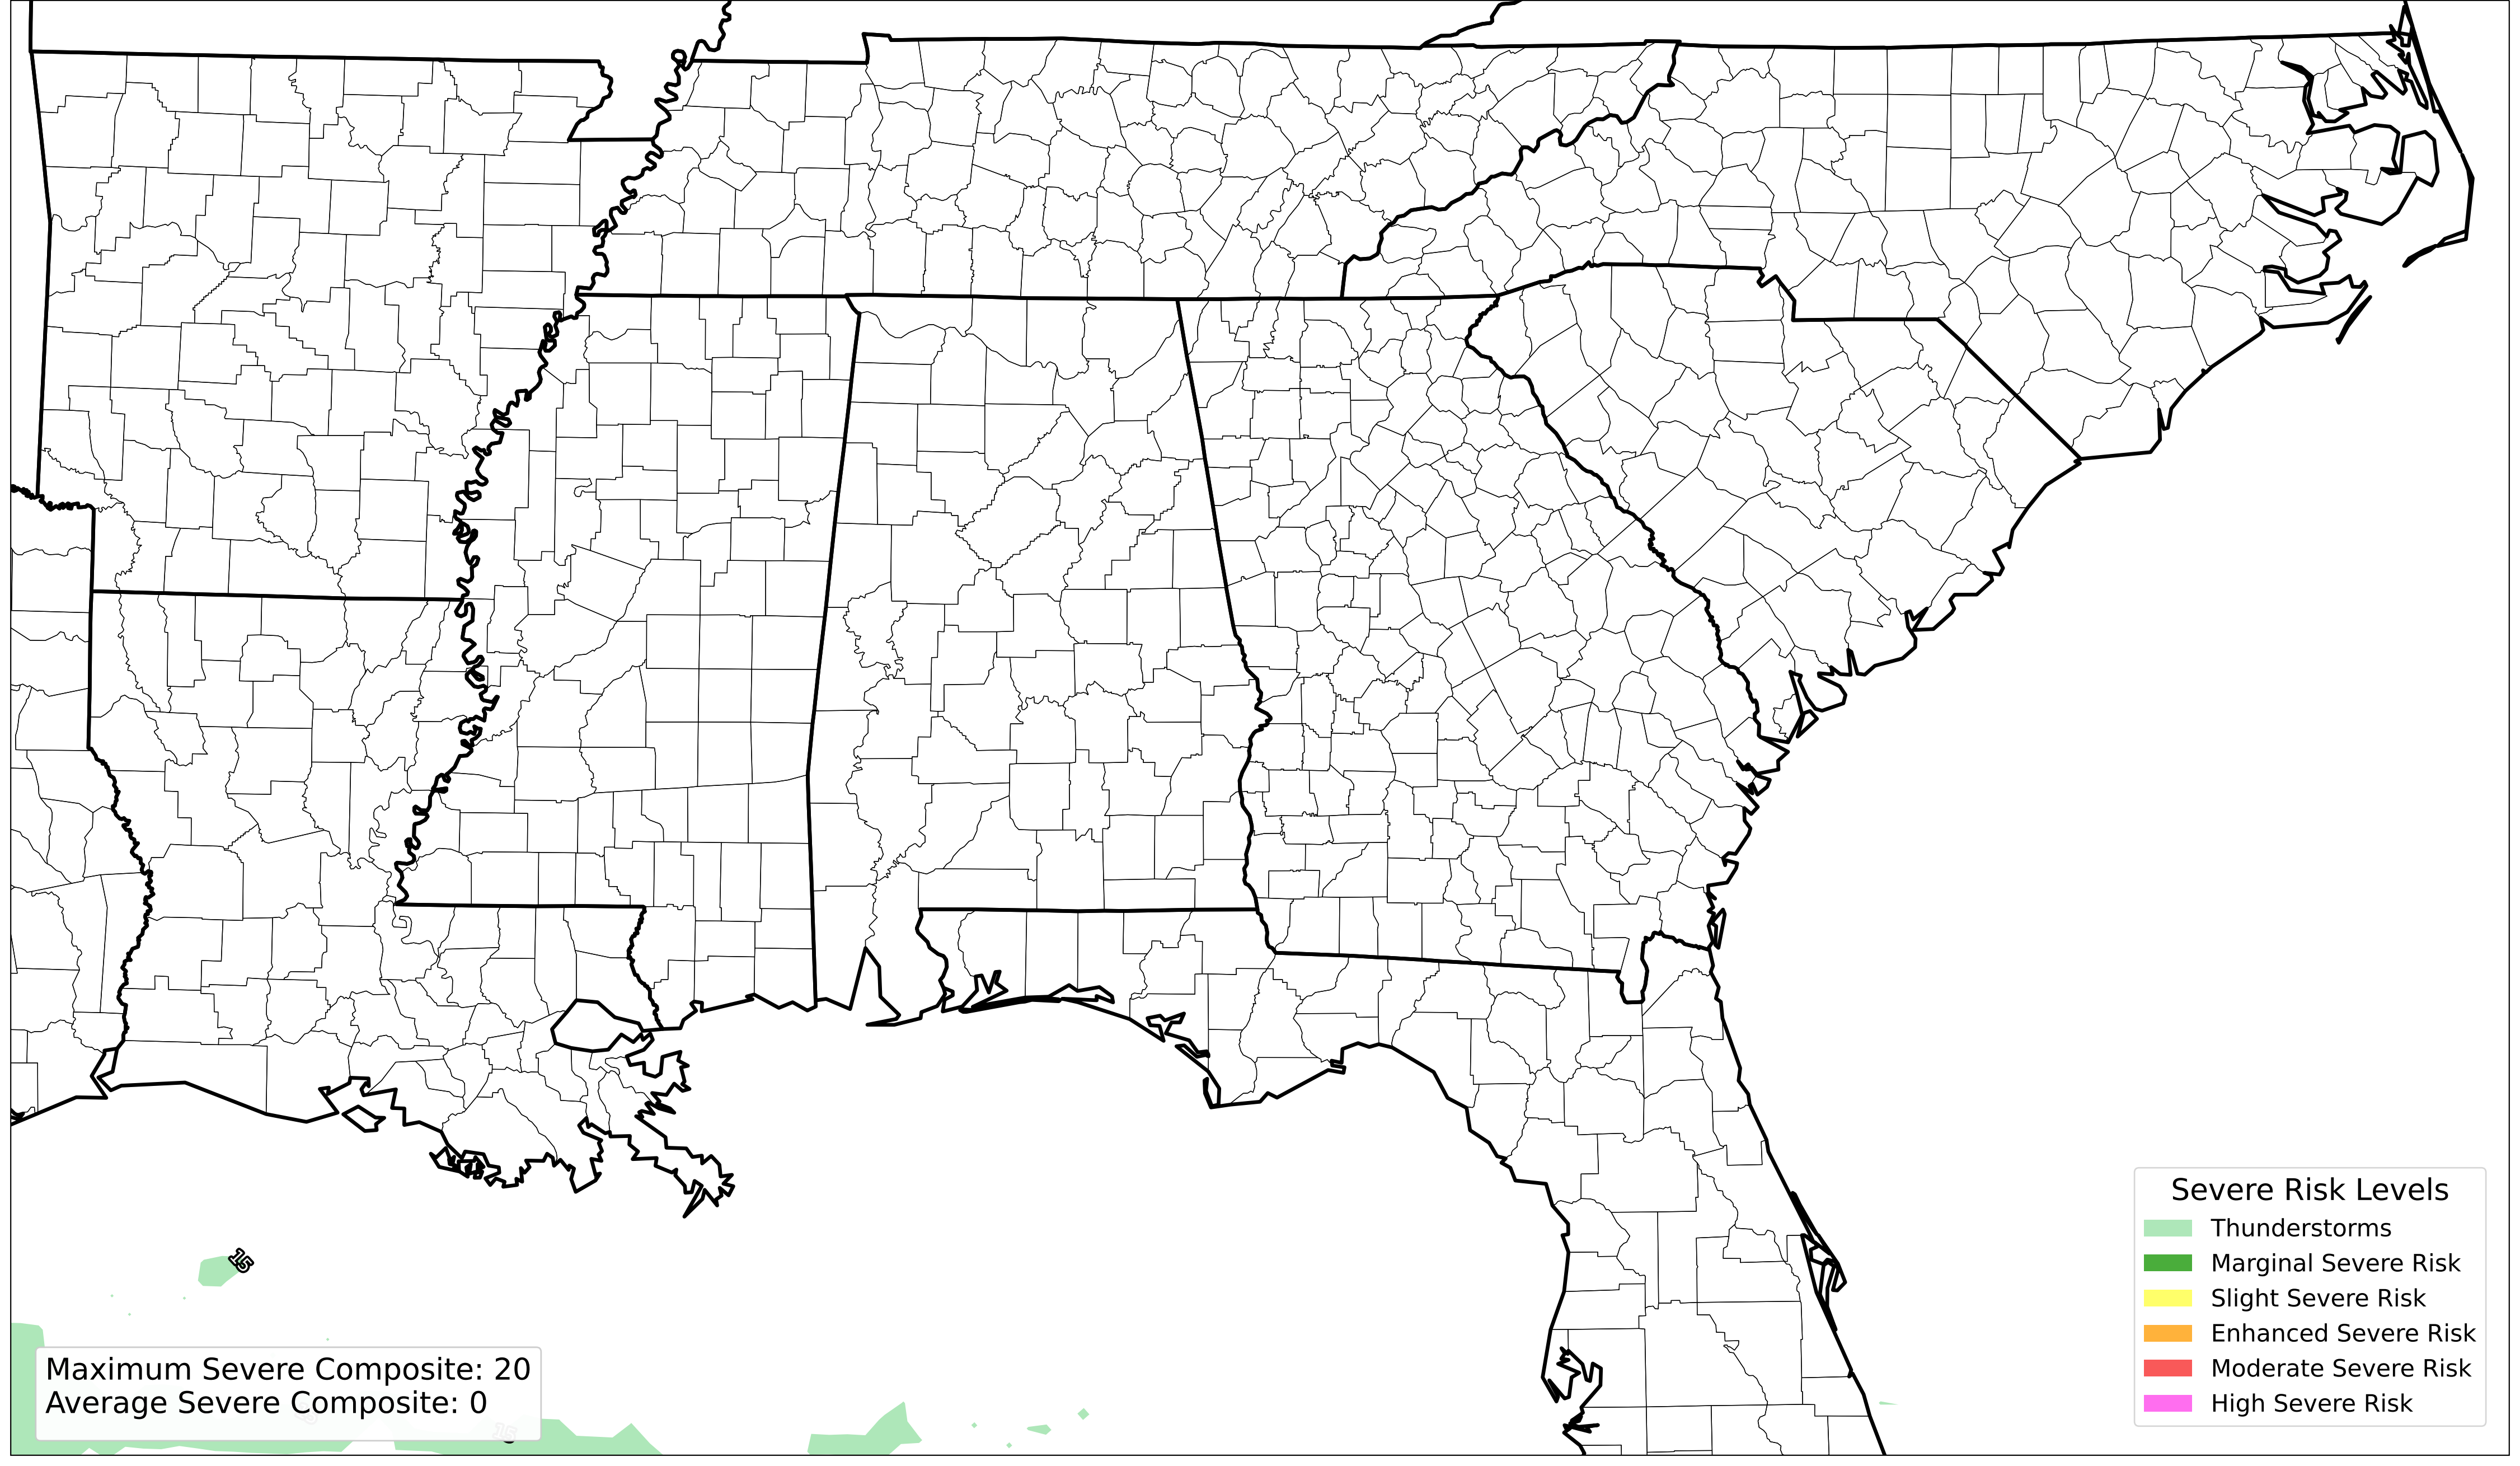 15
Severe Risk Levels
Thunderstorms
Marginal Severe Risk
Slight Severe Risk
Enhanced Severe Risk
Moderate Severe Risk
High Severe Risk
Maximum Severe Composite: 20
Average Severe Composite: 0
15